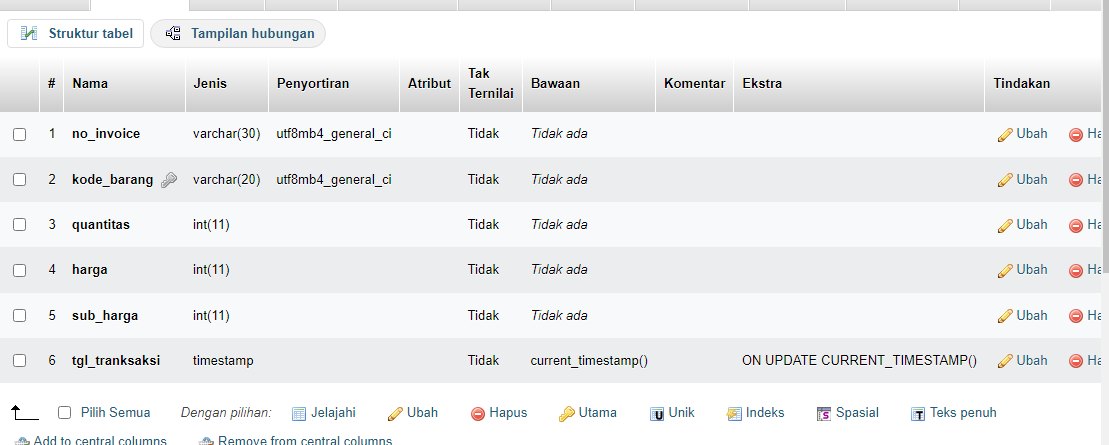 Struktur tabel Tampilan hubungan
# Nama Jenis Penyortiran Atribut Tak Ternilai Bawaan Komentar Ekstra Tindakan
1 no_invoice varchar(30) utf8mb4_general_ci Tidak Tidak ada Ubah Ha
2 kode_barang varchar(20) utf8mb4_general_ci Tidak Tidak ada Ubah Ha
3 quantitas int(11) Tidak Tidak ada Ubah Ha
4 harga int(11) Tidak Tidak ada Ubah Ha
5 sub_harga int(11) Tidak Tidak ada Ubah Ha
6 tgl_tranksaksi timestamp Tidak current_timestamp() ON UPDATE CURRENT_TIMESTAMP() Ubah Ha
Pilih Semua Dengan pilihan: Jelajahi Ubah Hapus Utama Unik Indeks Spasial Teks penuh
Add to central columns Remove from central columns